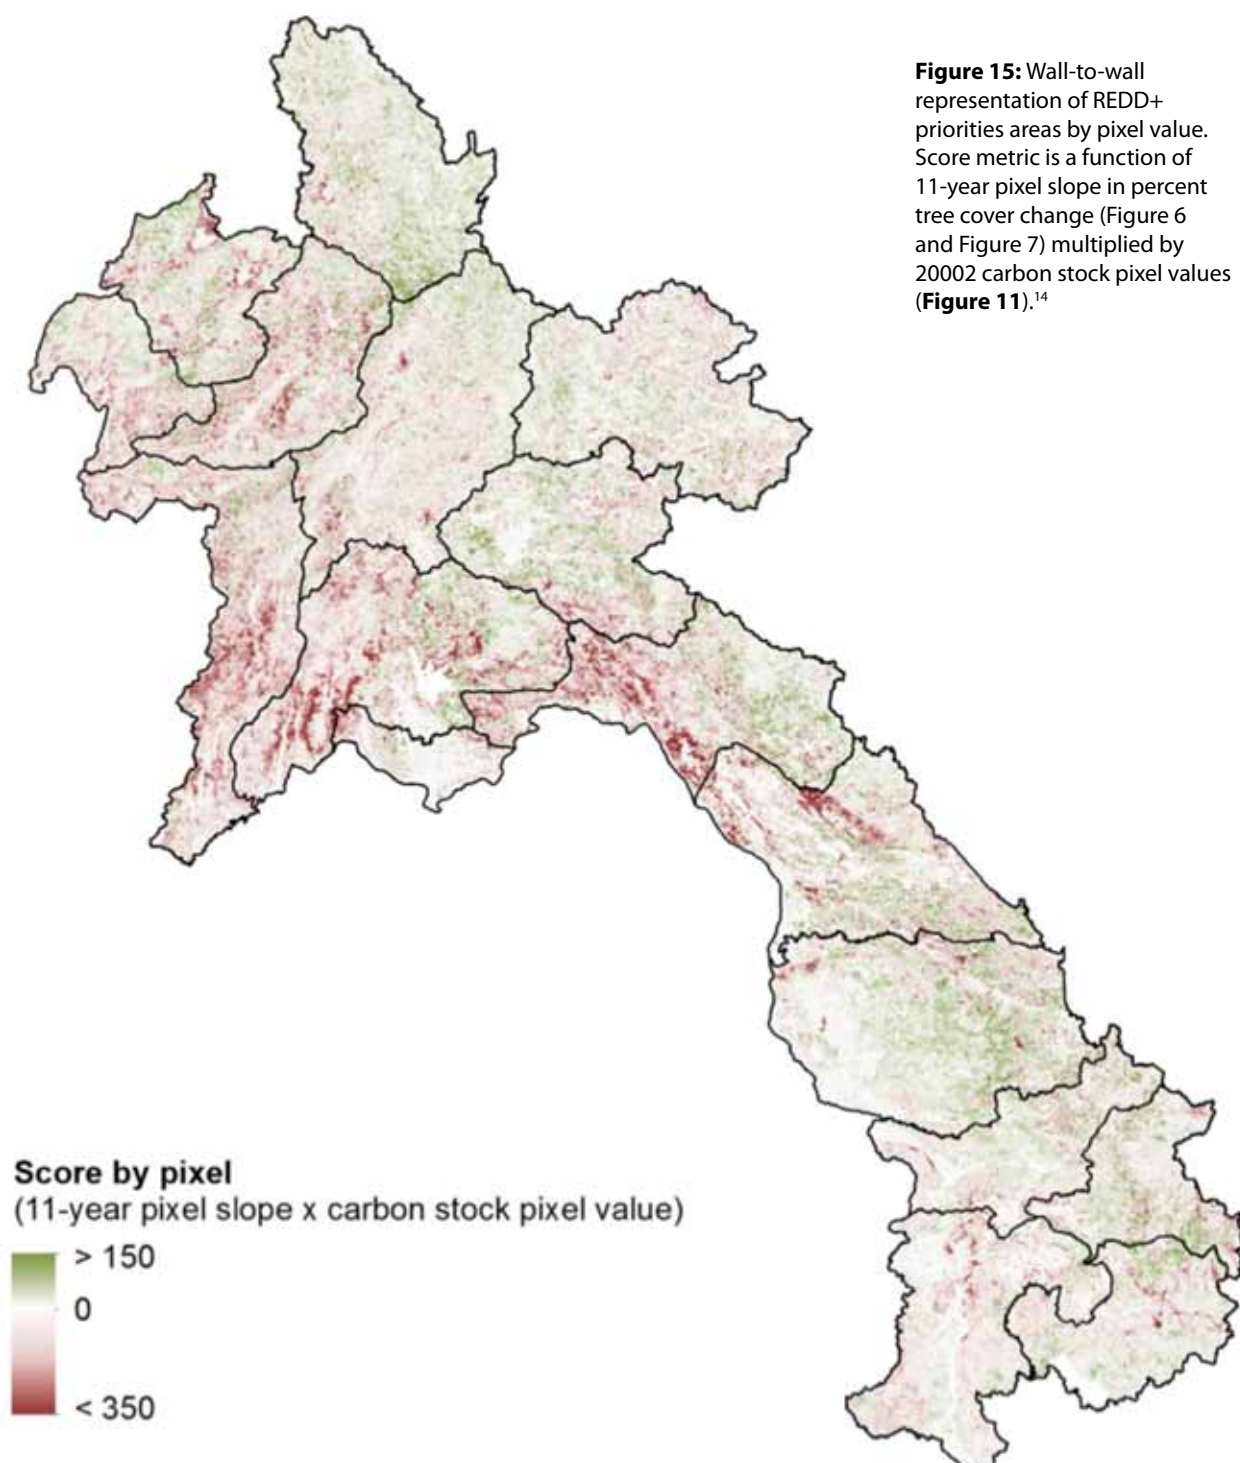 Figure 15: Wall-to-wall
representation of REDD+
priorities areas by pixel value.
Score metric is a function of
11-year pixel slope in percent
tree cover change (Figure 6
and Figure 7) multiplied by
20002 carbon stock pixel values
(Figure 11).14
Score by pixel
(11-year pixel slope x carbon stock pixel value)
> 150
0
< 350